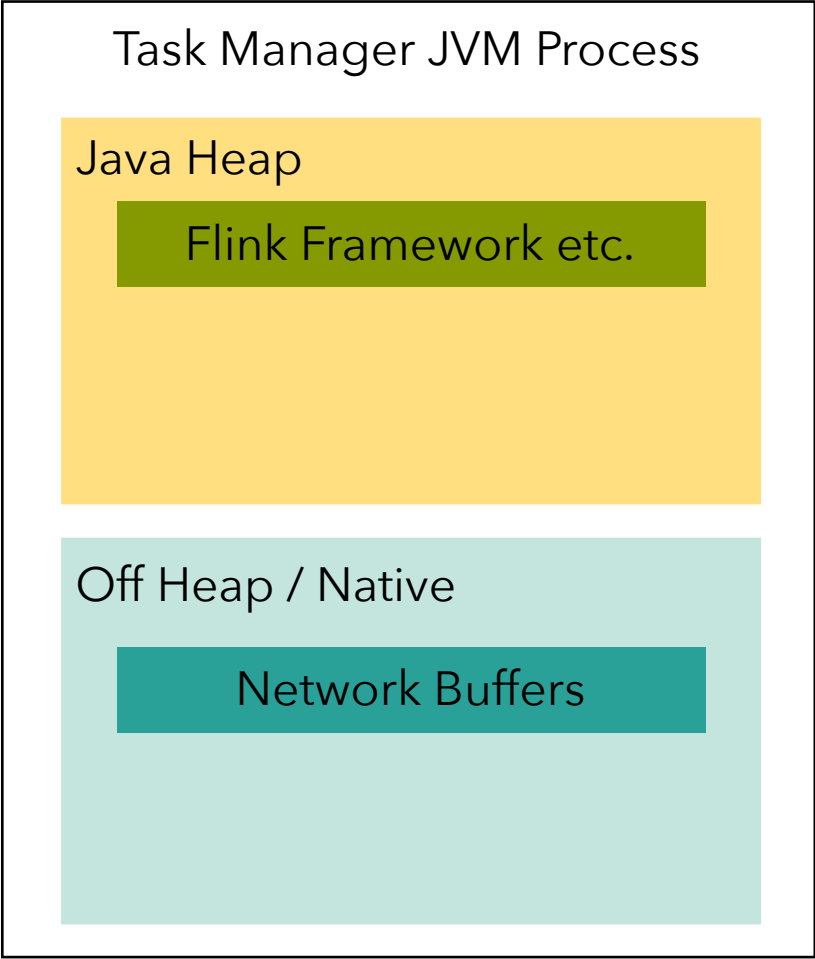 Task Manager JVM Process
Java Heap
Flink Framework etc.
Off Heap / Native
Network Buffers